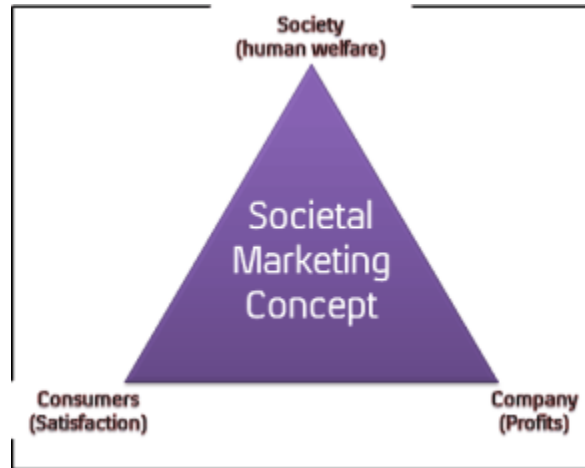 Society
(human welfare)
Societal
Marketing
Concept
Consumers
(Satisfaction)
Company
(Profits)